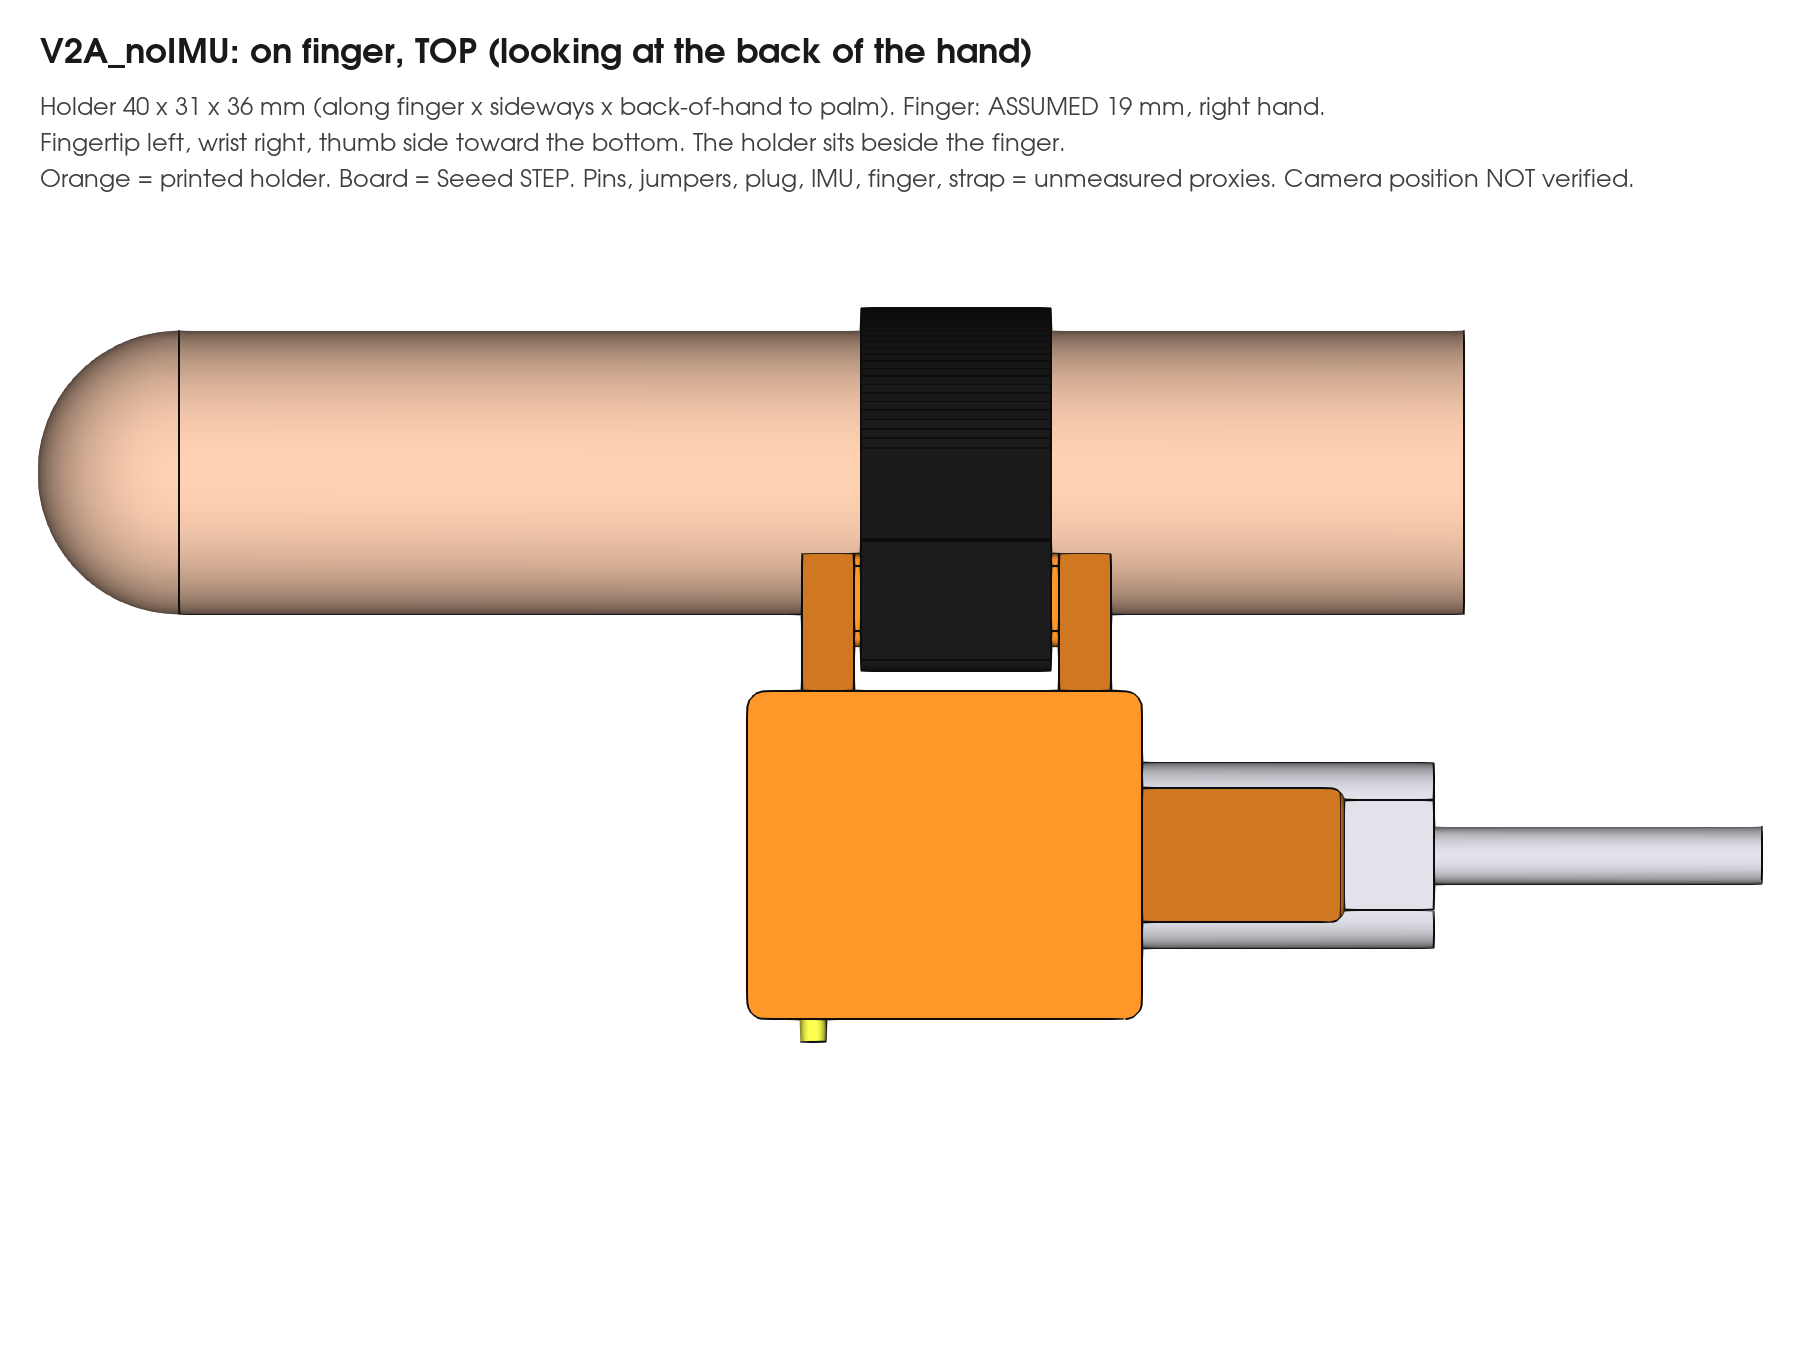 V2A_noIMU: on finger, TOP (looking at the back of the hand)
Holder 40 x 31 x 36 mm (along finger x sideways x back-of-hand to palm). Finger: ASSUMED 19 mm, right hand.
Fingertip left, wrist right, thumb side toward the bottom. The holder sits beside the finger.
Orange = printed holder. Board = Seeed STEP. Pins, jumpers, plug, IMU, finger, strap = unmeasured proxies. Camera position NOT verified.